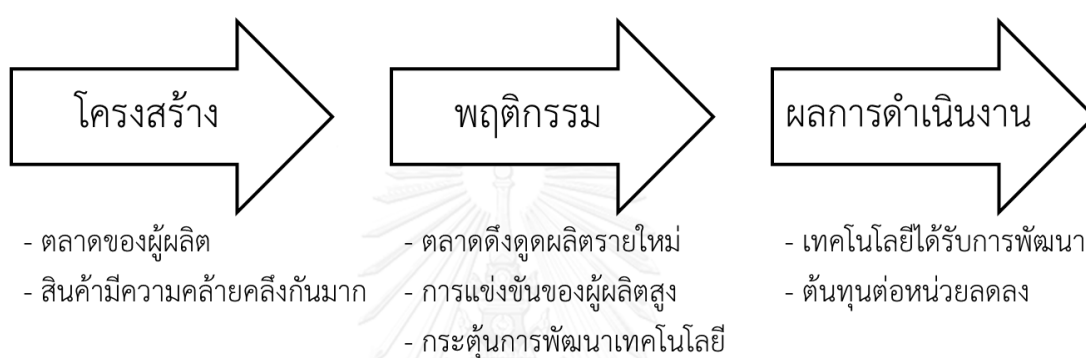 โครงสร้าง
พฤติกรรม
ผลการดำเนินงาน
- ตลาดของผู้ผลิต
- สินค้ามีความคล้ายคลึงกันมาก
- ตลาดดึงดูดผลิตรายใหม่
- การแข่งขันของผู้ผลิตสูง
- กระตุ้นการพัฒนาเทคโนโลยี
- เทคโนโลยีได้รับการพัฒนา
- ต้นทุนต่อหน่วยลดลง